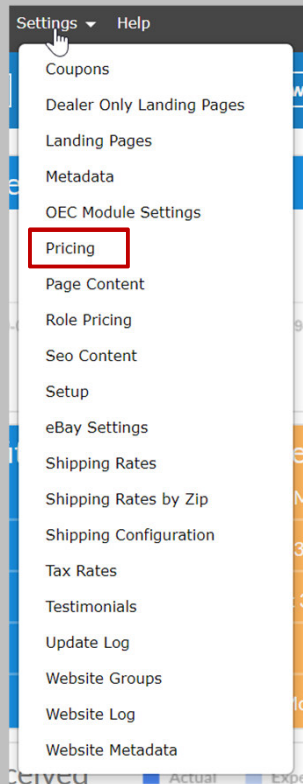 Settings Help
Coupons
Dealer Only Landing Pages
Landing Pages
Metadata
OEC Module Settings
Pricing
Page Content
Role Pricing
Seo Content
Setup
eBay Settings
Shipping Rates
Shipping Rates by Zip
Shipping Configuration
Tax Rates
Testimonials
Update Log
Website Groups
Website Log
Website Metadata
Actual